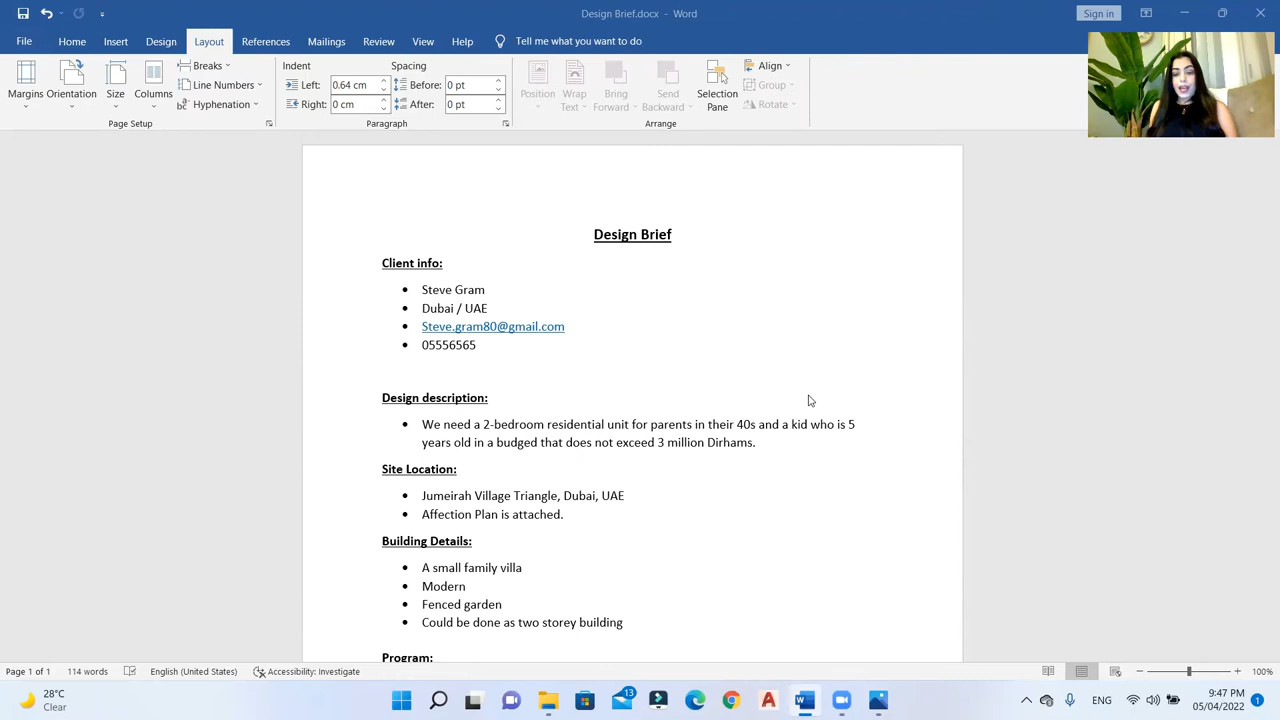 Design Brief.docx - Word
Sign in
File Home Insert Design Layout References Mailings Review View Help Tell me what you want to do
Margins Orientation Size Columns Breaks Line Numbers Hyphenation
Indent Spacing
Left: 0.64 cm Before: 0 pt
Right: 0 cm After: 0 pt
Position Wrap Text Bring Forward Send Backward Selection Pane Align Group Rotate
Page Setup Paragraph Arrange
Design Brief
Client info:
• Steve Gram
• Dubai / UAE
• Steve.gram80@gmail.com
• 05556565
Design description:
• We need a 2-bedroom residential unit for parents in their 40s and a kid who is 5
years old in a budged that does not exceed 3 million Dirhams.
Site Location:
• Jumeirah Village Triangle, Dubai, UAE
• Affection Plan is attached.
Building Details:
• A small family villa
• Modern
• Fenced garden
• Could be done as two storey building
Program:
Page 1 of 1 114 words English (United States) Accessibility: Investigate 100%
28°C
Clear
13
ENG
9:47 PM
05/04/2022
1